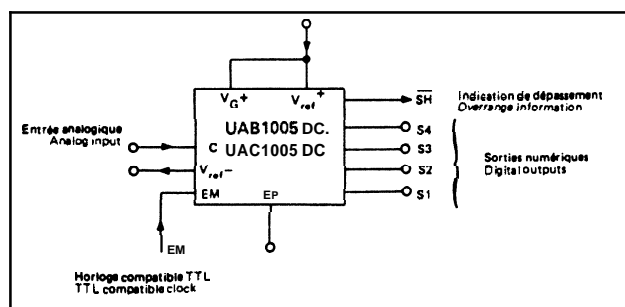 VG+ Vref+
UAB1005 DC.
UAC1005 DC
SH
Indication de dépassement
Overrange information
Entrée analogique
Analog input
C
Vref-
EM
EP
S4
S3
S2
S1
Sorties numériques
Digital outputs
EM
Horloge compatible TTL
TTL compatible clock